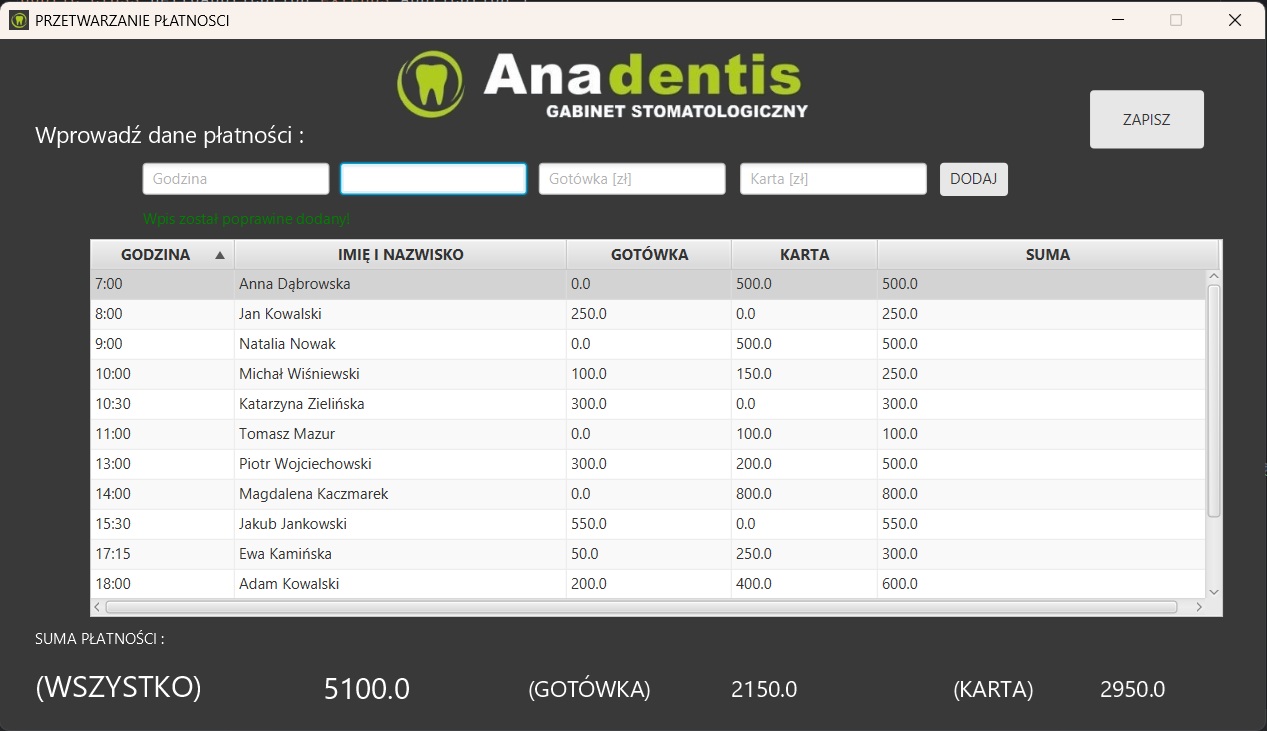 PRZETWARZANIE PŁATNOSCI
Anadentis
GABINET STOMATOLOGICZNY
ZAPISZ
Wprowadź dane płatności :
Godzina Gotówka [zł] Karta [zł] DODAJ
Wpis został poprawine dodany!
GODZINA IMIĘ I NAZWISKO GOTÓWKA KARTA SUMA
7:00 Anna Dąbrowska 0.0 500.0 500.0
8:00 Jan Kowalski 250.0 0.0 250.0
9:00 Natalia Nowak 0.0 500.0 500.0
10:00 Michał Wiśniewski 100.0 150.0 250.0
10:30 Katarzyna Zielińska 300.0 0.0 300.0
11:00 Tomasz Mazur 0.0 100.0 100.0
13:00 Piotr Wojciechowski 300.0 200.0 500.0
14:00 Magdalena Kaczmarek 0.0 800.0 800.0
15:30 Jakub Jankowski 550.0 0.0 550.0
17:15 Ewa Kamińska 50.0 250.0 300.0
18:00 Adam Kowalski 200.0 400.0 600.0
SUMA PŁATNOŚCI :
(WSZYSTKO) 5100.0 (GOTÓWKA) 2150.0 (KARTA) 2950.0